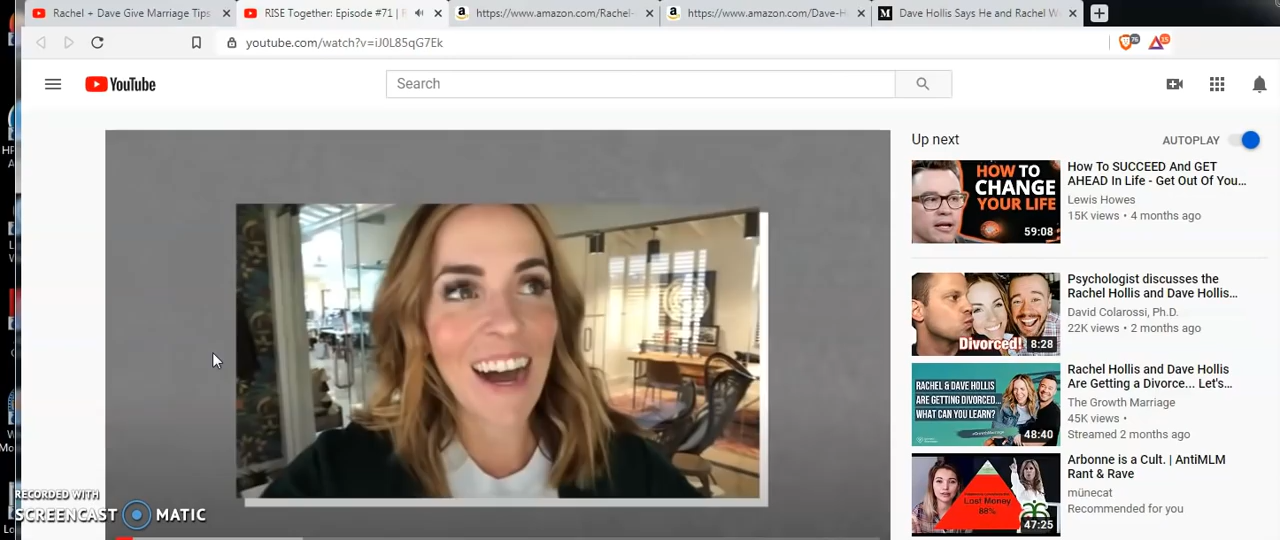 Rachel + Dave Give Marriage Tips
RISE Together: Episode #71 |
https://www.amazon.com/Rachel-
https://www.amazon.com/Dave-H
Dave Hollis Says He and Rachel W
youtube.com/watch?v=iJ0L85qG7Ek
76
15
YouTube
Search
Up next
AUTOPLAY
HOW TO
CHANGE
YOUR LIFE
59:08
How To SUCCEED And GET
AHEAD In Life - Get Out Of You...
Lewis Howes
15K views • 4 months ago
Divorced!
8:28
Psychologist discusses the
Rachel Hollis and Dave Hollis...
David Colarossi, Ph.D.
22K views • 2 months ago
RACHEL & DAVE HOLLIS
ARE GETTING DIVORCED...
WHAT CAN YOU LEARN?
48:40
Rachel Hollis and Dave Hollis
Are Getting a Divorce... Let's...
The Growth Marriage
45K views •
Streamed 2 months ago
Lost Money
88%
47:25
Arbonne is a Cult. | AntiMLM
Rant & Rave
münecat
Recommended for you
RECORDED WITH
SCREENCAST MATIC